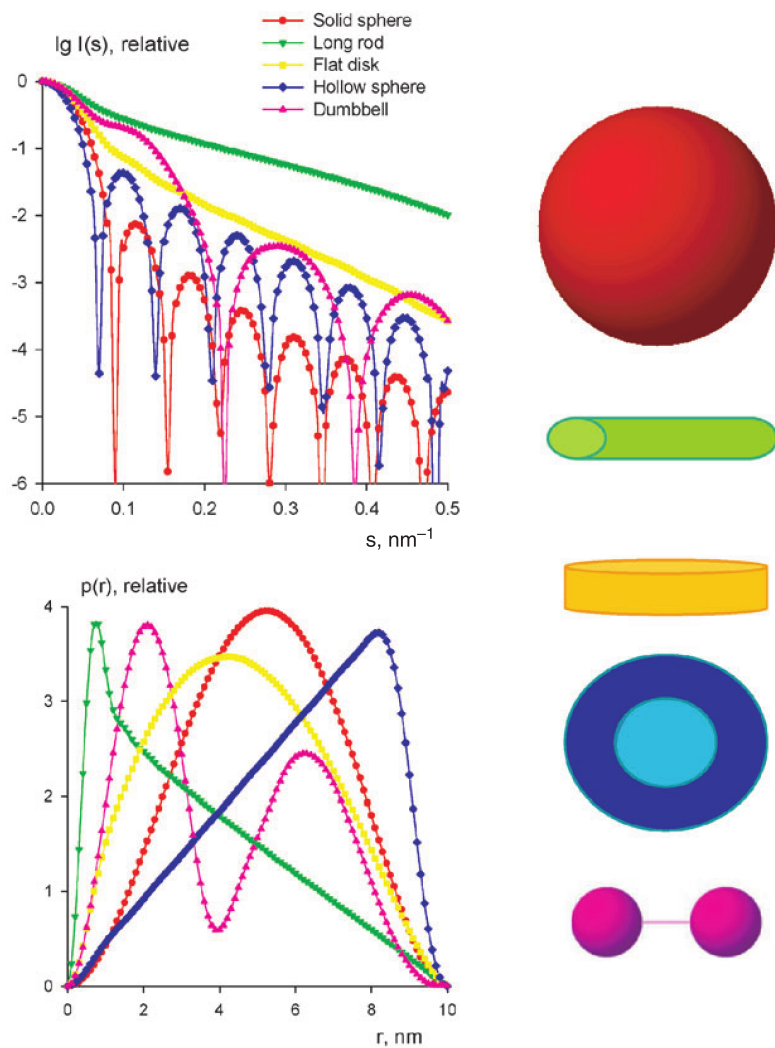 lg I(s), relative
Solid sphere
Long rod
Flat disk
Hollow sphere
Dumbbell
0
-1
-2
-3
-4
-5
-6
0.0 0.1 0.2 0.3 0.4 0.5
s, nm⁻¹
p(r), relative
4
3
2
1
0
0 2 4 6 8 10
r, nm